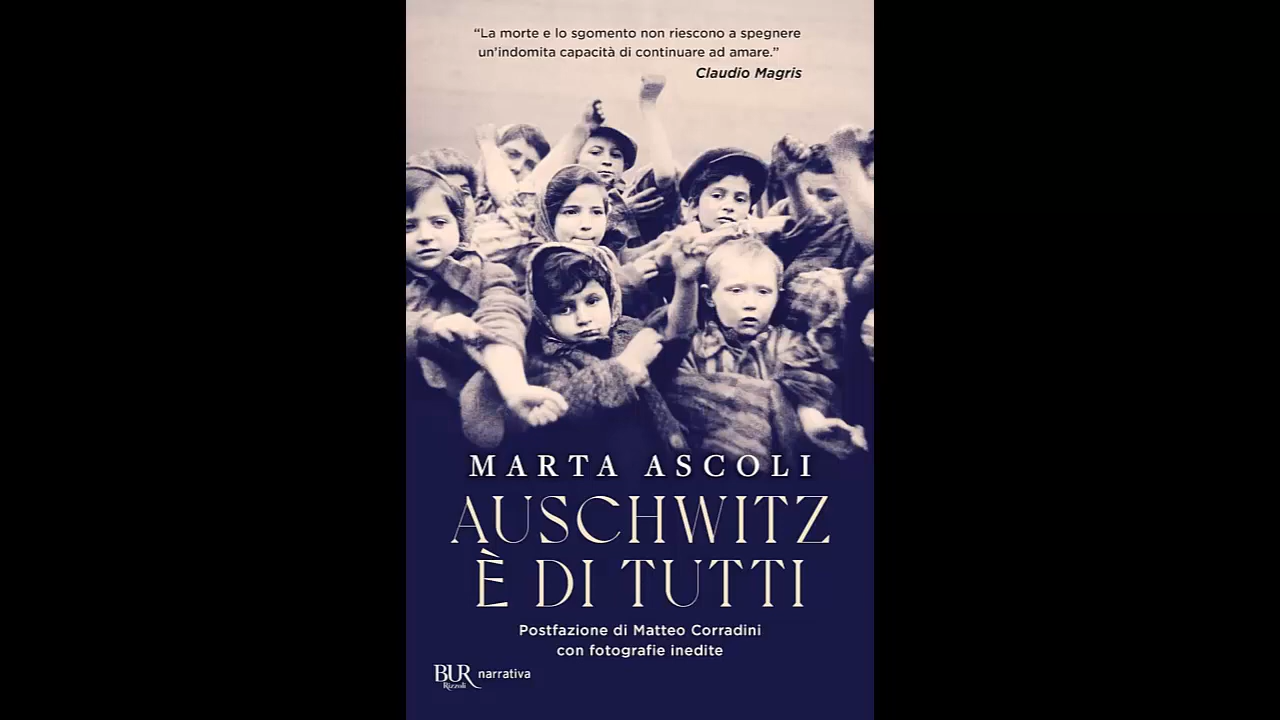 “La morte e lo sgomento non riescono a spegnere
un’indomita capacità di continuare ad amare.”
Claudio Magris
MARTA ASCOLI
AUSCHWITZ
È DI TUTTI
Postfazione di Matteo Corradini
con fotografie inedite
BUR narrativa
Rizzoli